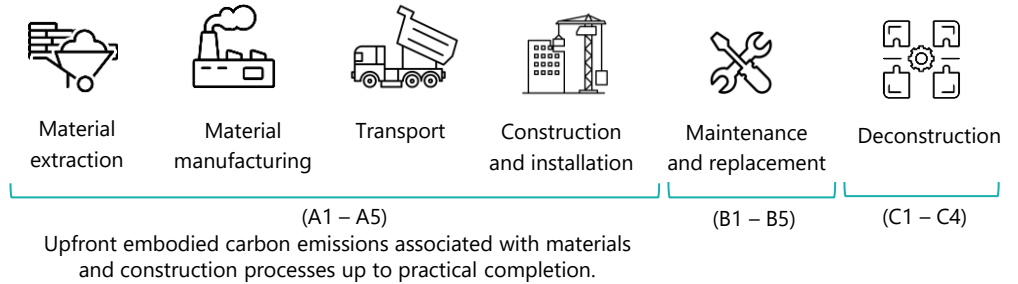 Material
extraction
Material
manufacturing
Transport
Construction
and installation
Maintenance
and replacement
Deconstruction
(A1 – A5)
Upfront embodied carbon emissions associated with materials
and construction processes up to practical completion.
(B1 – B5)
(C1 – C4)